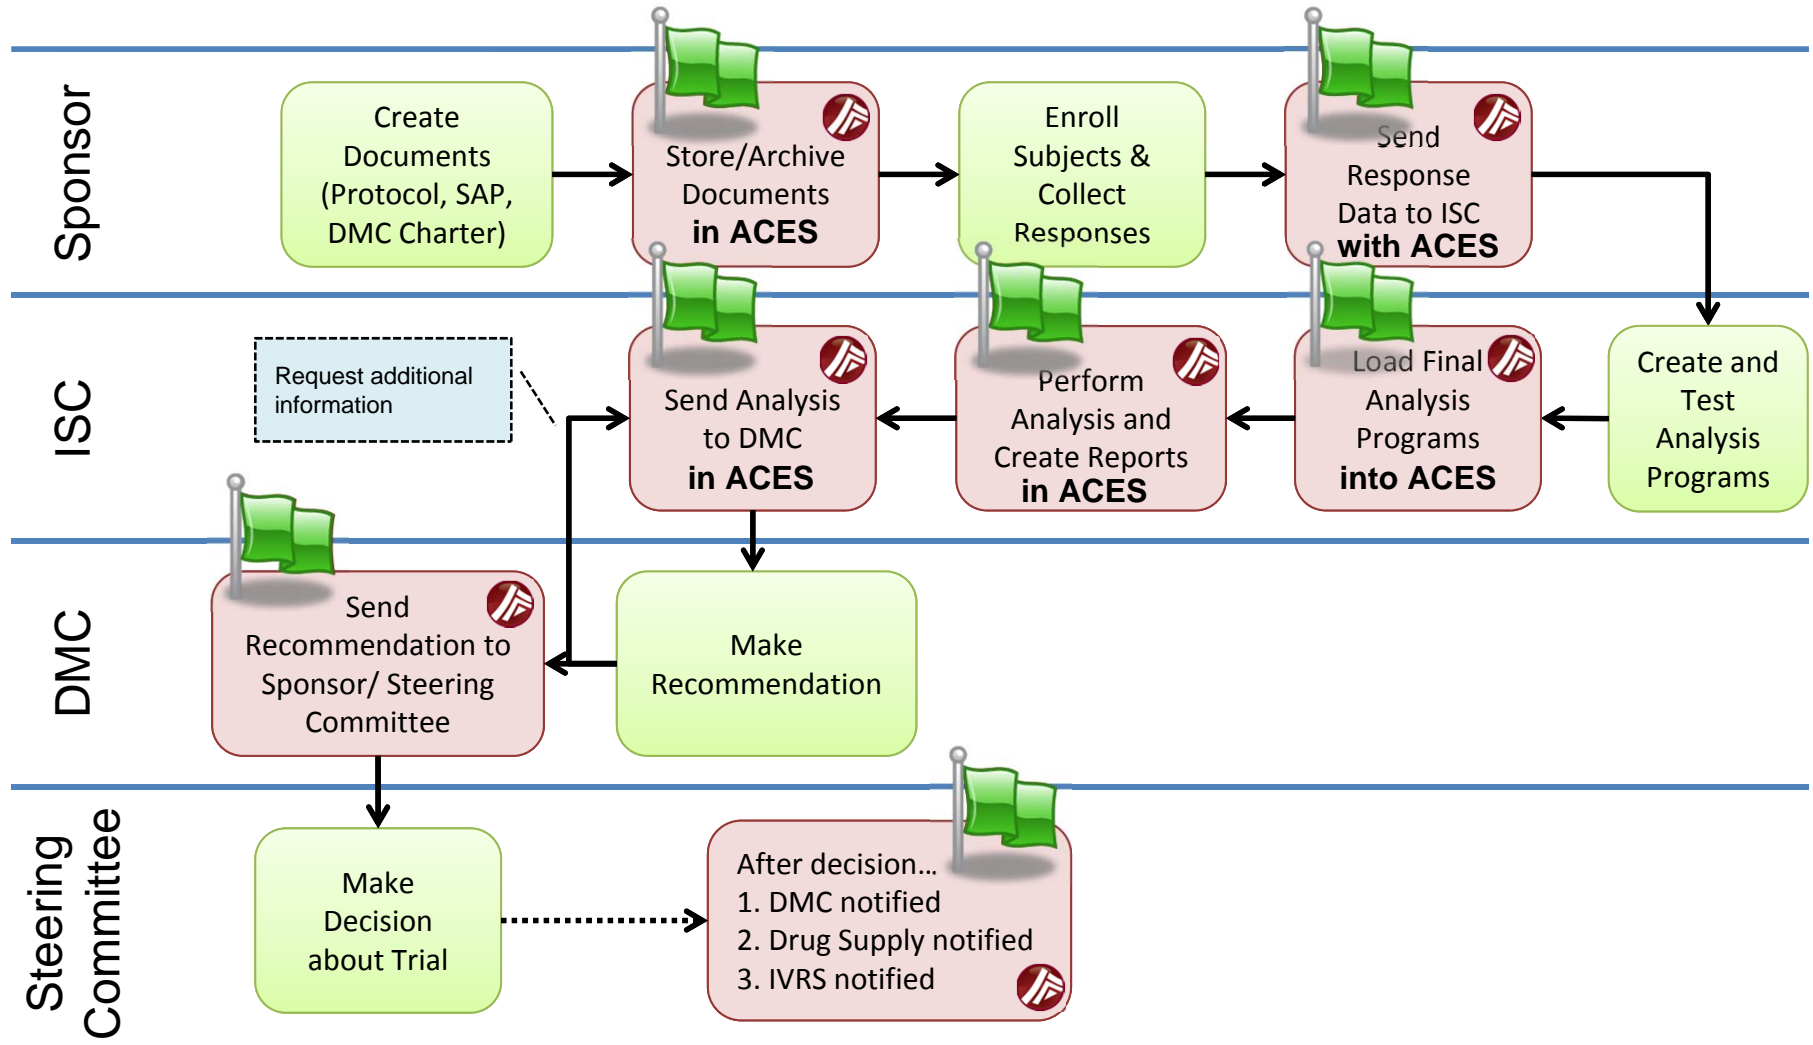 Sponsor
Create
Documents
(Protocol, SAP,
DMC Charter)
Store/Archive
Documents
in ACES
Enroll
Subjects &
Collect
Responses
Send
Response
Data to ISC
with ACES
ISC
Request additional
information
Send Analysis
to DMC
in ACES
Perform
Analysis and
Create Reports
in ACES
Load Final
Analysis
Programs
into ACES
Create and
Test
Analysis
Programs
DMC
Send
Recommendation to
Sponsor/ Steering
Committee
Make
Recommendation
Steering
Committee
Make
Decision
about Trial
After decision...
1. DMC notified
2. Drug Supply notified
3. IVRS notified